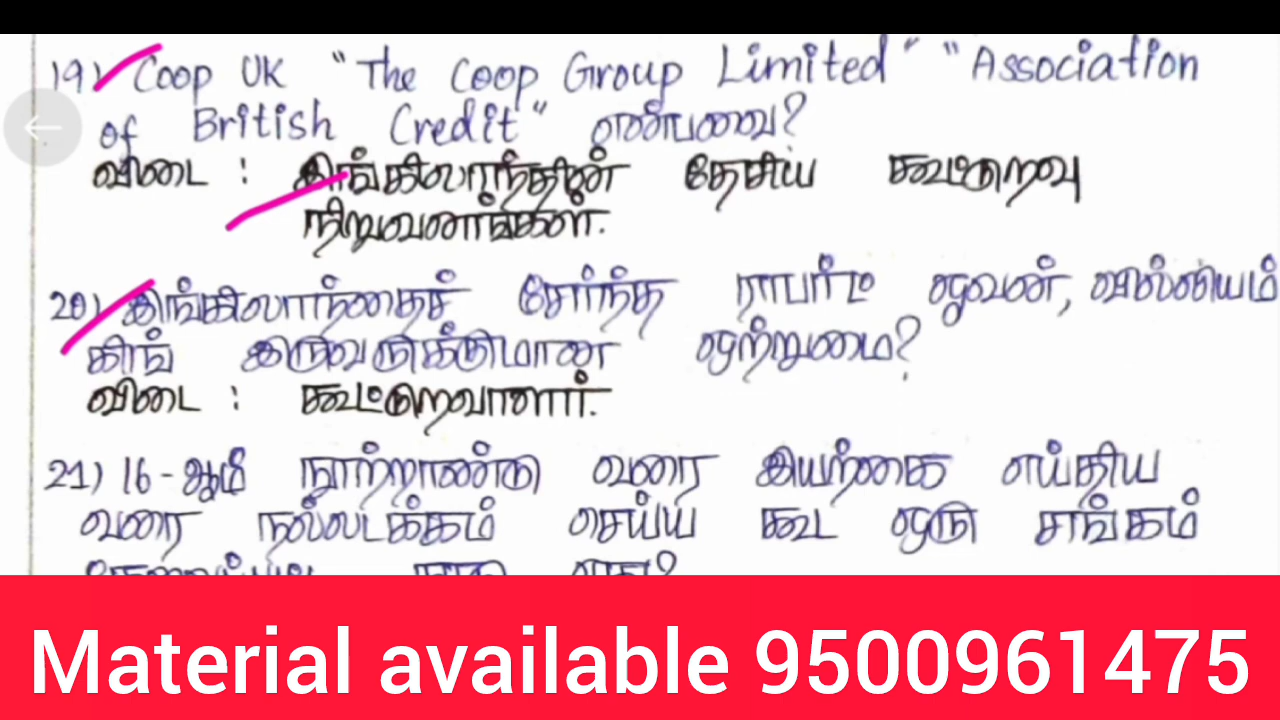 19) Coop UK "The Coop Group Limited" "Association
of British Credit" என்பவை?
விடை : இங்கிலாந்தின் தேசிய கூட்டுறவு
நிறுவனங்கள்.
20) இங்கிலாந்தைச் சேர்ந்த ராபர்ட் ஓவன், வில்லியம்
கிங் இருவருக்குமான ஒற்றுமை?
விடை : கூட்டுறவாளர்.
21) 16-ஆம் நூற்றாண்டு வரை இயற்கை எய்திய
வரை நல்லடக்கம் செய்ய கூட ஒரு சங்கம்
நாடு எது?
Material available 9500961475